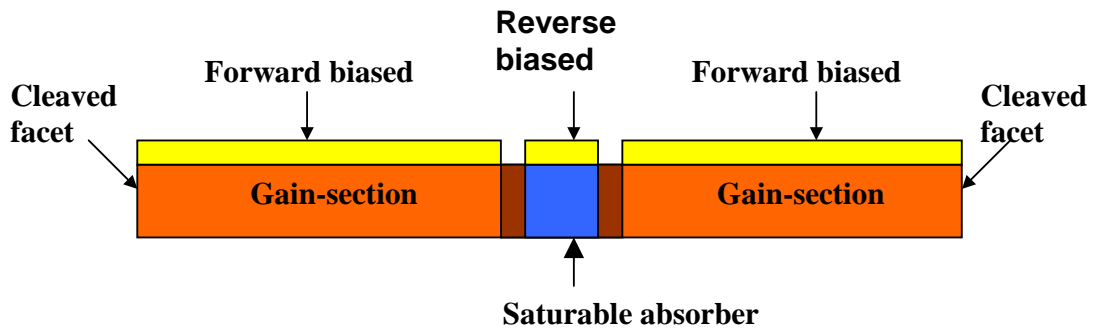 Reverse
biased
Forward biased
Forward biased
Cleaved
facet
Cleaved
facet
Gain-section
Gain-section
Saturable absorber